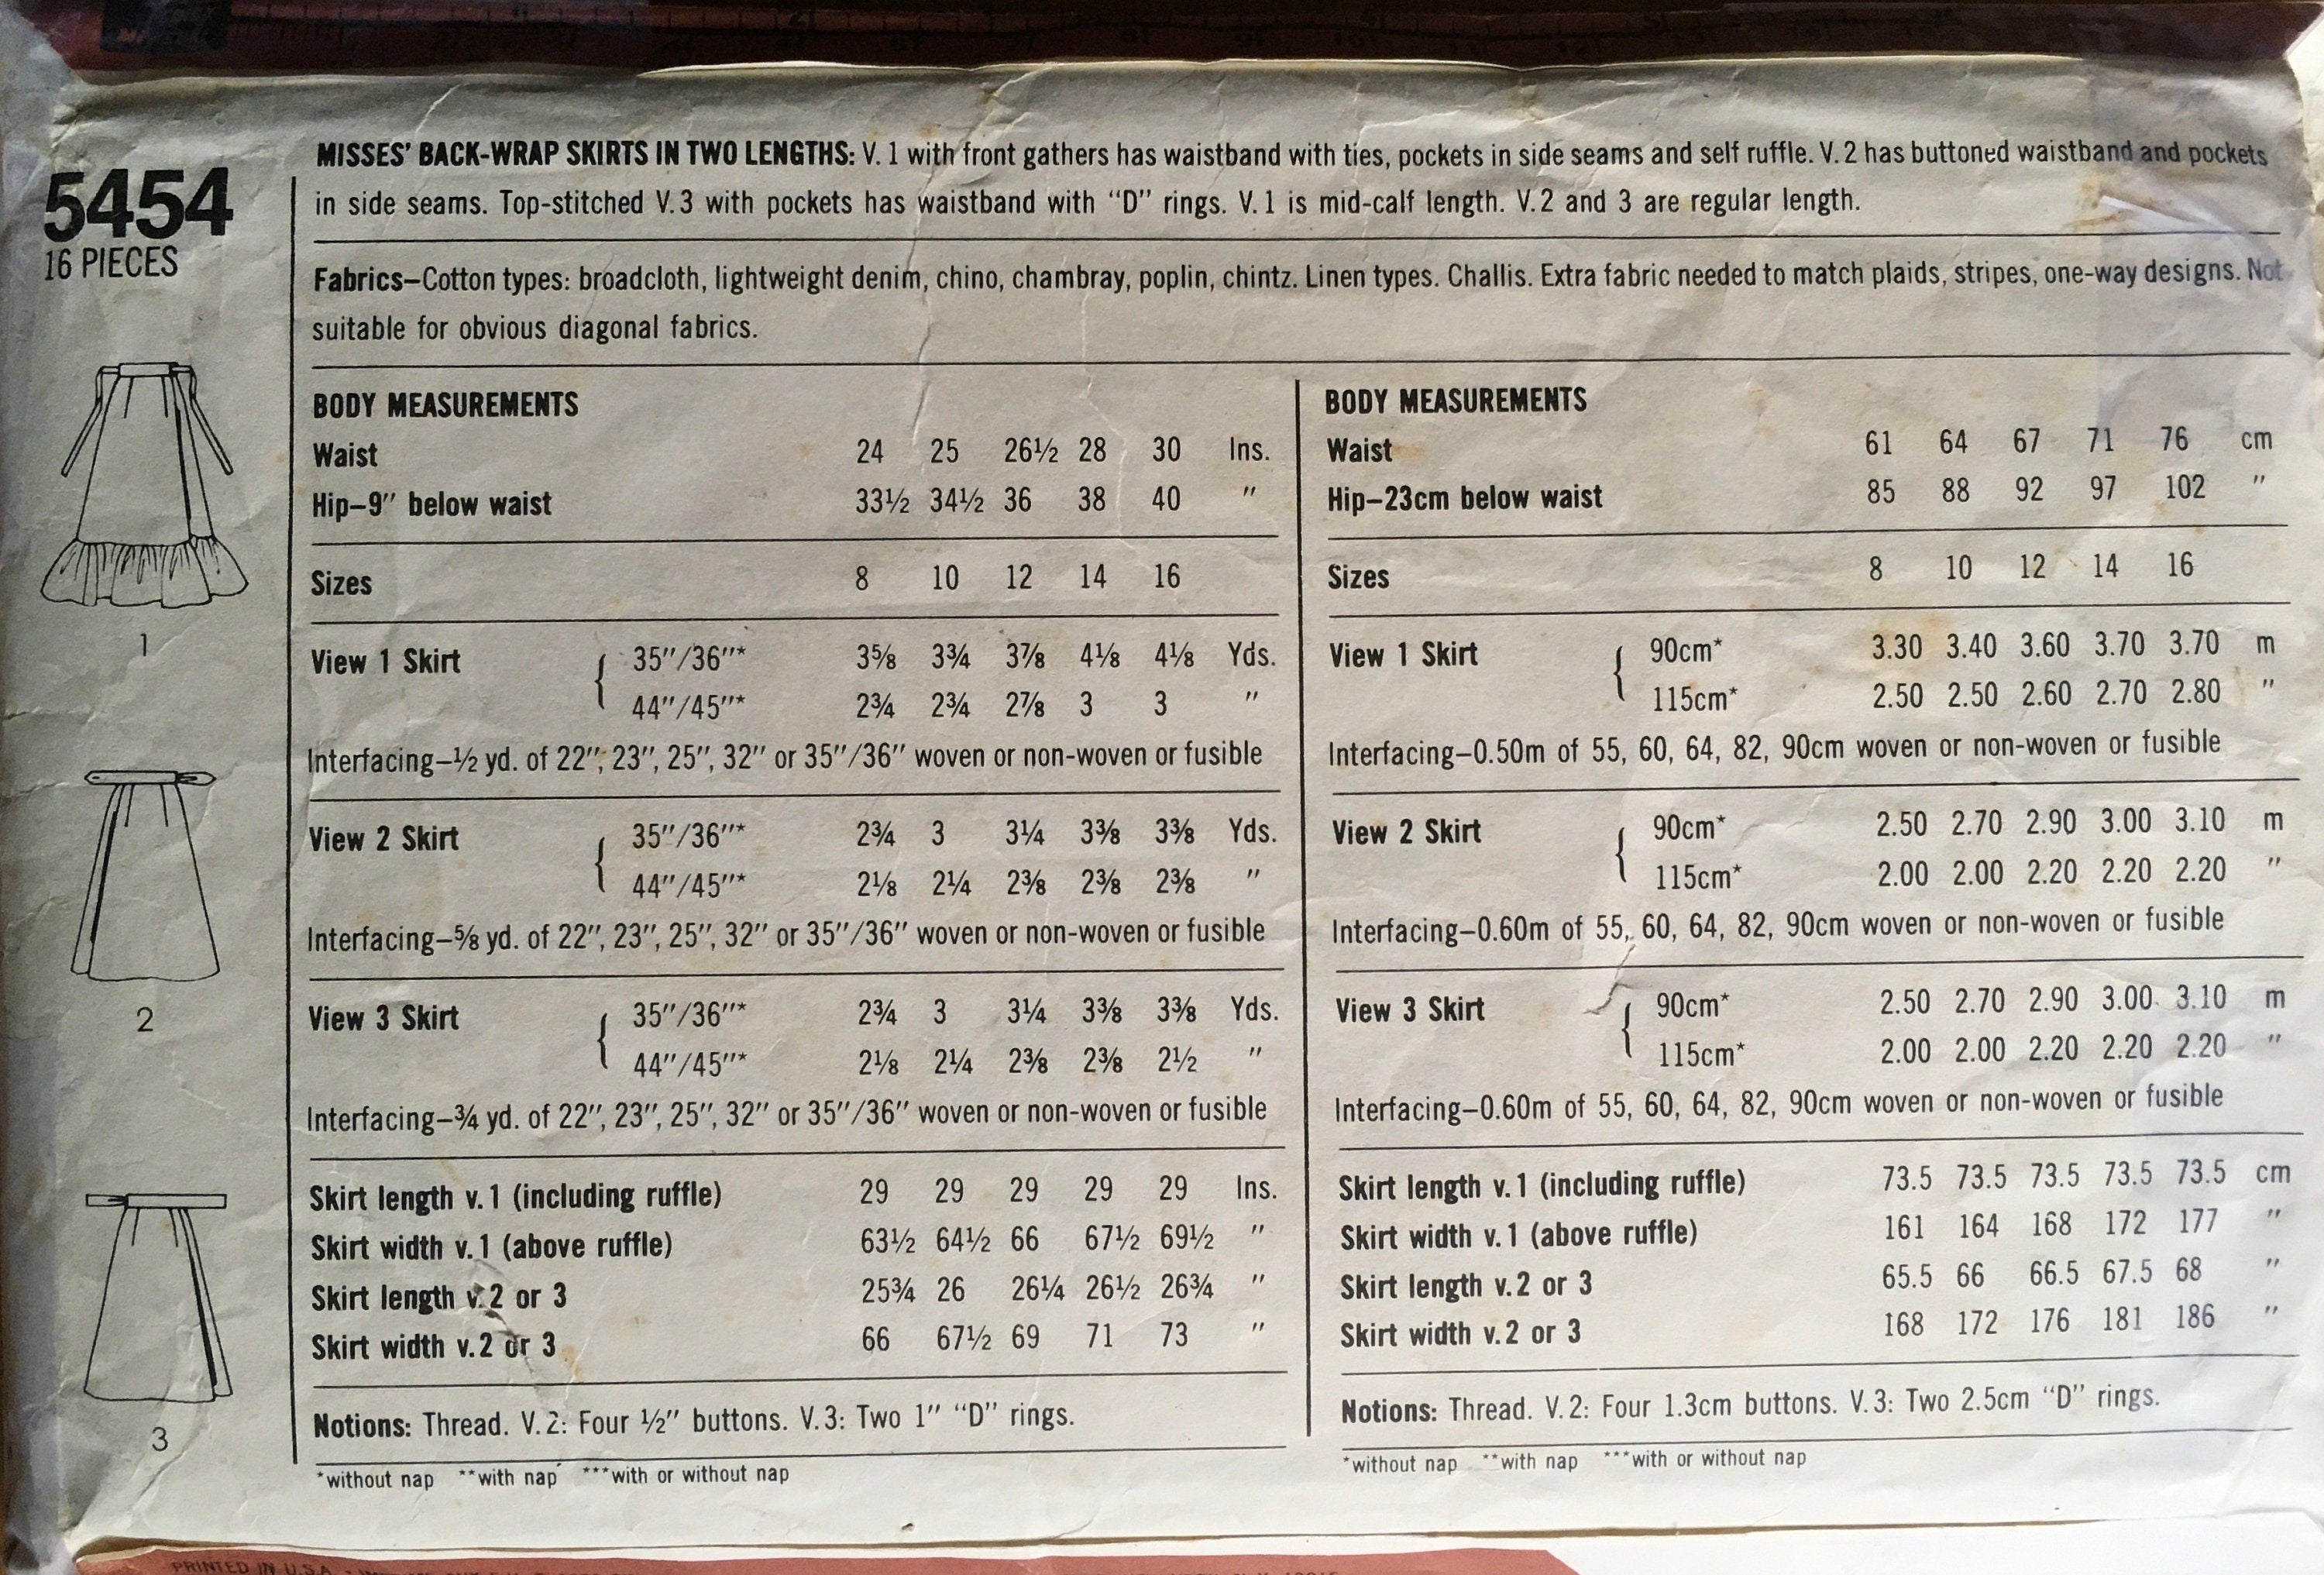 5454
16 PIECES
1
2
3
MISSES' BACK-WRAP SKIRTS IN TWO LENGTHS: V. 1 with front gathers has waistband with ties, pockets in side seams and self ruffle. V. 2 has buttoned waistband and pockets
in side seams. Top-stitched V. 3 with pockets has waistband with "D" rings. V. 1 is mid-calf length. V. 2 and 3 are regular length.
Fabrics–Cotton types: broadcloth, lightweight denim, chino, chambray, poplin, chintz. Linen types. Challis. Extra fabric needed to match plaids, stripes, one-way designs. Not
suitable for obvious diagonal fabrics.
BODY MEASUREMENTS
Waist 24 25 26½ 28 30 Ins.
Hip–9" below waist 33½ 34½ 36 38 40 "
Sizes 8 10 12 14 16
View 1 Skirt { 35"/36"* 3⅝ 3¾ 3⅞ 4⅛ 4⅛ Yds.
44"/45"* 2¾ 2¾ 2⅞ 3 3 "
Interfacing–½ yd. of 22", 23", 25", 32" or 35"/36" woven or non-woven or fusible
View 2 Skirt { 35"/36"* 2¾ 3 3¼ 3⅜ 3⅜ Yds.
44"/45"* 2⅛ 2¼ 2⅜ 2⅜ 2⅜ "
Interfacing–⅝ yd. of 22", 23", 25", 32" or 35"/36" woven or non-woven or fusible
View 3 Skirt { 35"/36"* 2¾ 3 3¼ 3⅜ 3⅜ Yds.
44"/45"* 2⅛ 2¼ 2⅜ 2⅜ 2½ "
Interfacing–¾ yd. of 22", 23", 25", 32" or 35"/36" woven or non-woven or fusible
Skirt length v. 1 (including ruffle) 29 29 29 29 29 Ins.
Skirt width v. 1 (above ruffle) 63½ 64½ 66 67½ 69½ "
Skirt length v. 2 or 3 25¾ 26 26¼ 26½ 26¾ "
Skirt width v. 2 or 3 66 67½ 69 71 73 "
Notions: Thread. V. 2: Four ½" buttons. V. 3: Two 1" "D" rings.
*without nap **with nap ***with or without nap
BODY MEASUREMENTS
Waist 61 64 67 71 76 cm
Hip–23cm below waist 85 88 92 97 102 "
Sizes 8 10 12 14 16
View 1 Skirt { 90cm* 3.30 3.40 3.60 3.70 3.70 m
115cm* 2.50 2.50 2.60 2.70 2.80 "
Interfacing–0.50m of 55, 60, 64, 82, 90cm woven or non-woven or fusible
View 2 Skirt { 90cm* 2.50 2.70 2.90 3.00 3.10 m
115cm* 2.00 2.00 2.20 2.20 2.20 "
Interfacing–0.60m of 55, 60, 64, 82, 90cm woven or non-woven or fusible
View 3 Skirt { 90cm* 2.50 2.70 2.90 3.00 3.10 m
115cm* 2.00 2.00 2.20 2.20 2.20 "
Interfacing–0.60m of 55, 60, 64, 82, 90cm woven or non-woven or fusible
Skirt length v. 1 (including ruffle) 73.5 73.5 73.5 73.5 73.5 cm
Skirt width v. 1 (above ruffle) 161 164 168 172 177 "
Skirt length v. 2 or 3 65.5 66 66.5 67.5 68 "
Skirt width v. 2 or 3 168 172 176 181 186 "
Notions: Thread. V. 2: Four 1.3cm buttons. V. 3: Two 2.5cm "D" rings.
*without nap **with nap ***with or without nap
PRINTED IN U.S.A.